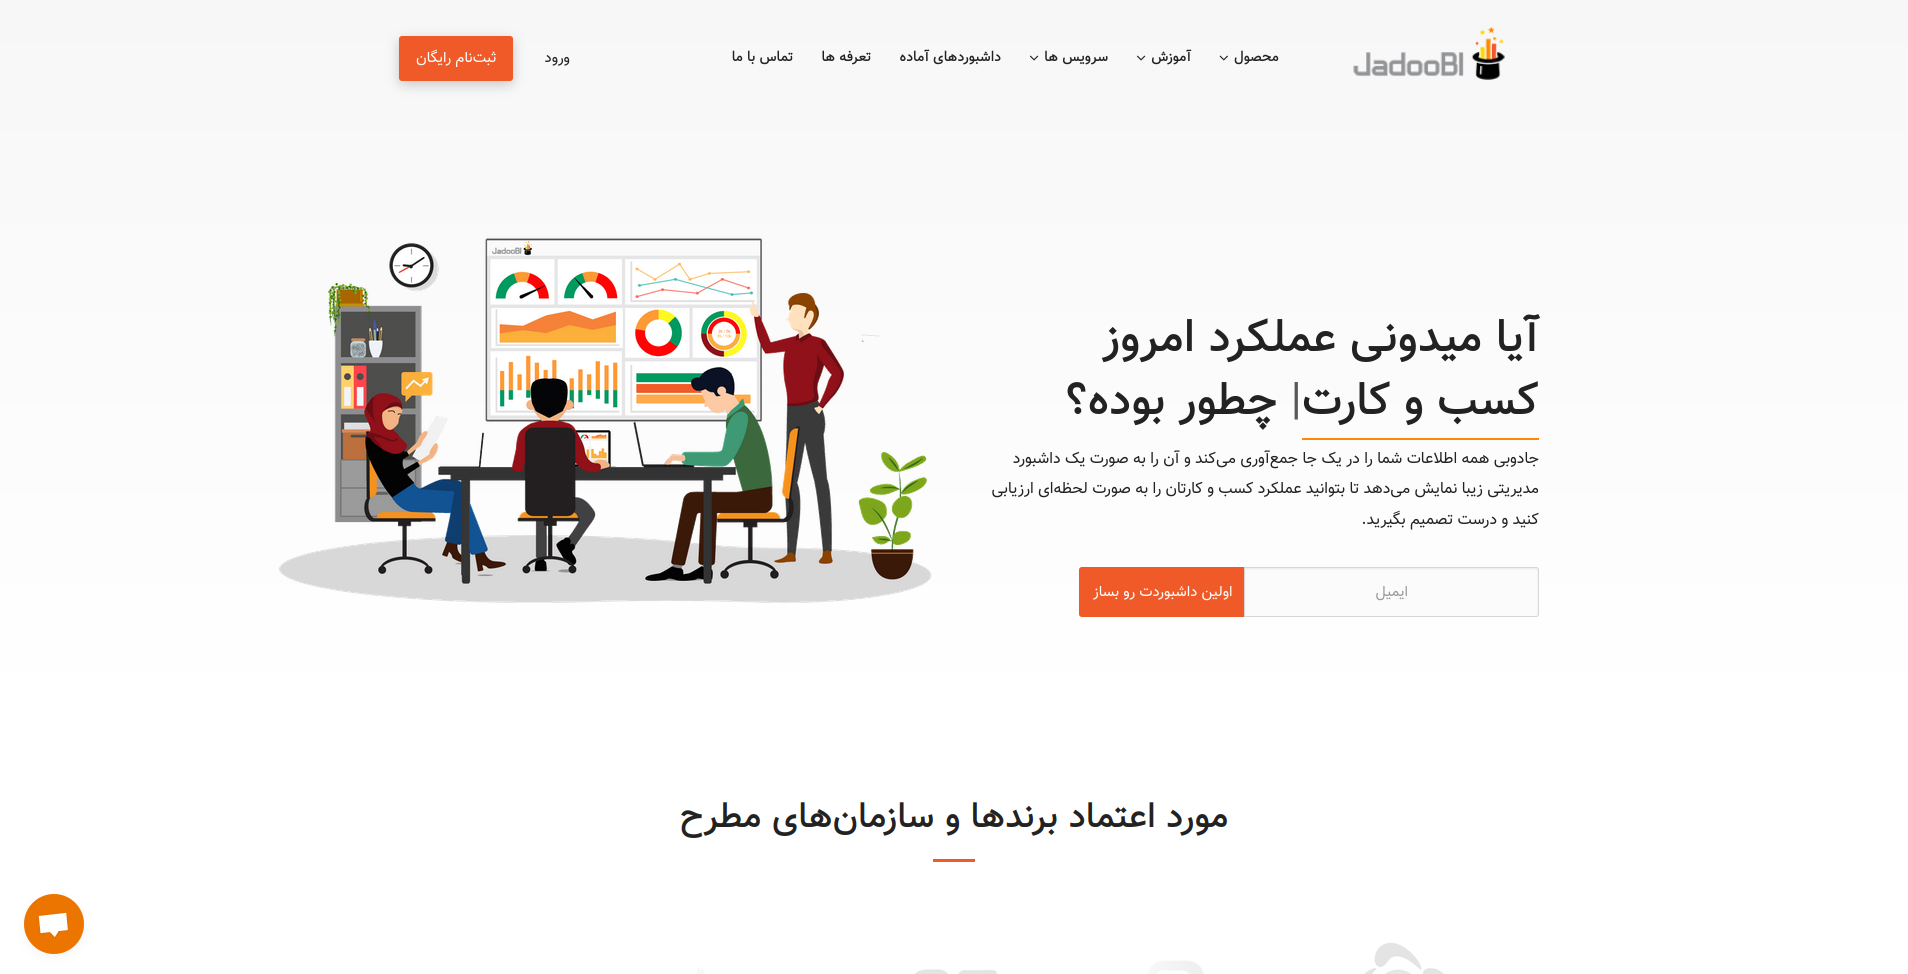 JadooBI
محصول
آموزش
سرویس ها
داشبوردهای آماده
تعرفه ها
تماس با ما
ورود
ثبت‌نام رایگان
JadooBI
آیا میدونی عملکرد امروز
کسب و کارت| چطور بوده؟
جادوبی همه اطلاعات شما را در یک جا جمع‌آوری می‌کند و آن را به صورت یک داشبورد
مدیریتی زیبا نمایش می‌دهد تا بتوانید عملکرد کسب و کارتان را به صورت لحظه‌ای ارزیابی
کنید و درست تصمیم بگیرید.
ایمیل
اولین داشبوردت رو بساز
مورد اعتماد برندها و سازمان‌های مطرح